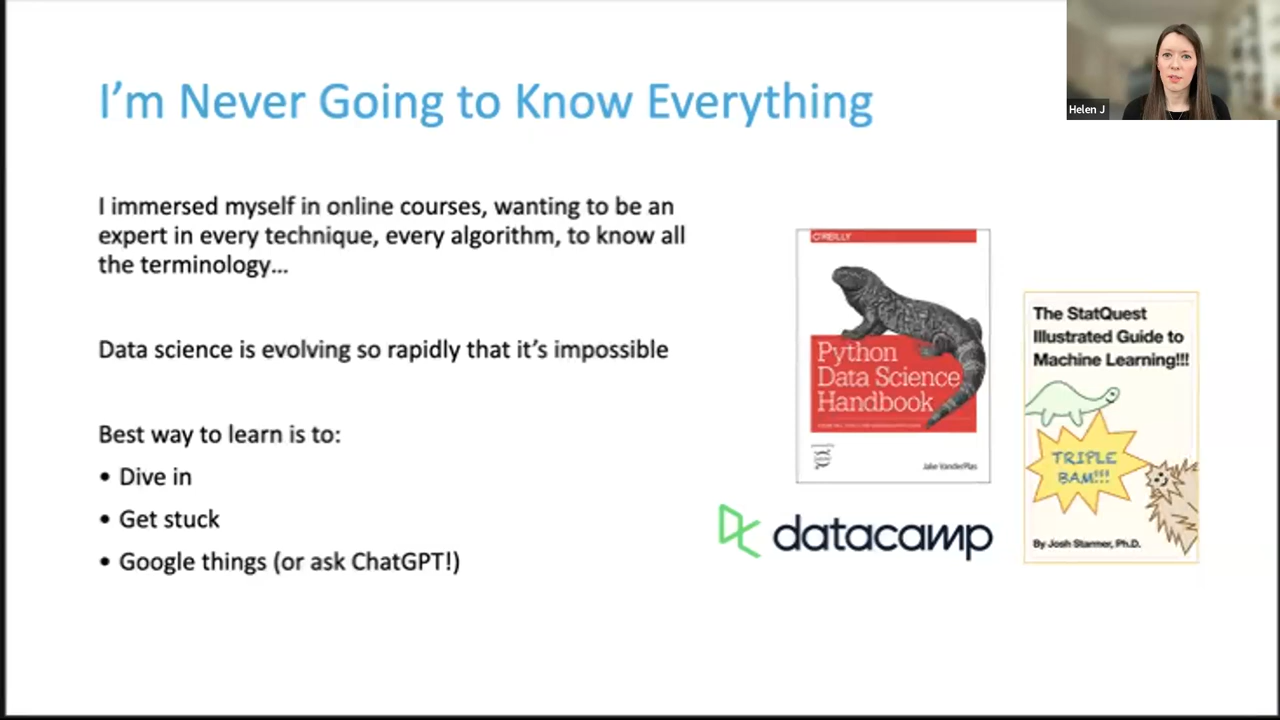 I'm Never Going to Know Everything
Helen J
I immersed myself in online courses, wanting to be an
expert in every technique, every algorithm, to know all
the terminology...
Data science is evolving so rapidly that it's impossible
Best way to learn is to:
• Dive in
• Get stuck
• Google things (or ask ChatGPT!)
O'REILLY
Python
Data Science
Handbook
Jake VanderPlas
The StatQuest
Illustrated Guide to
Machine Learning!!!
TRIPLE
BAM!!!
By Josh Starmer, Ph.D.
datacamp